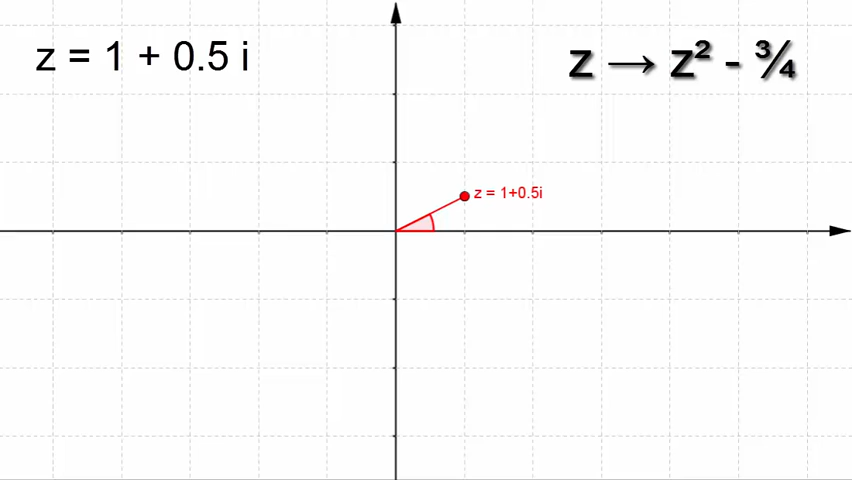 z = 1 + 0.5 i
z → z² - ¾
z = 1+0.5i